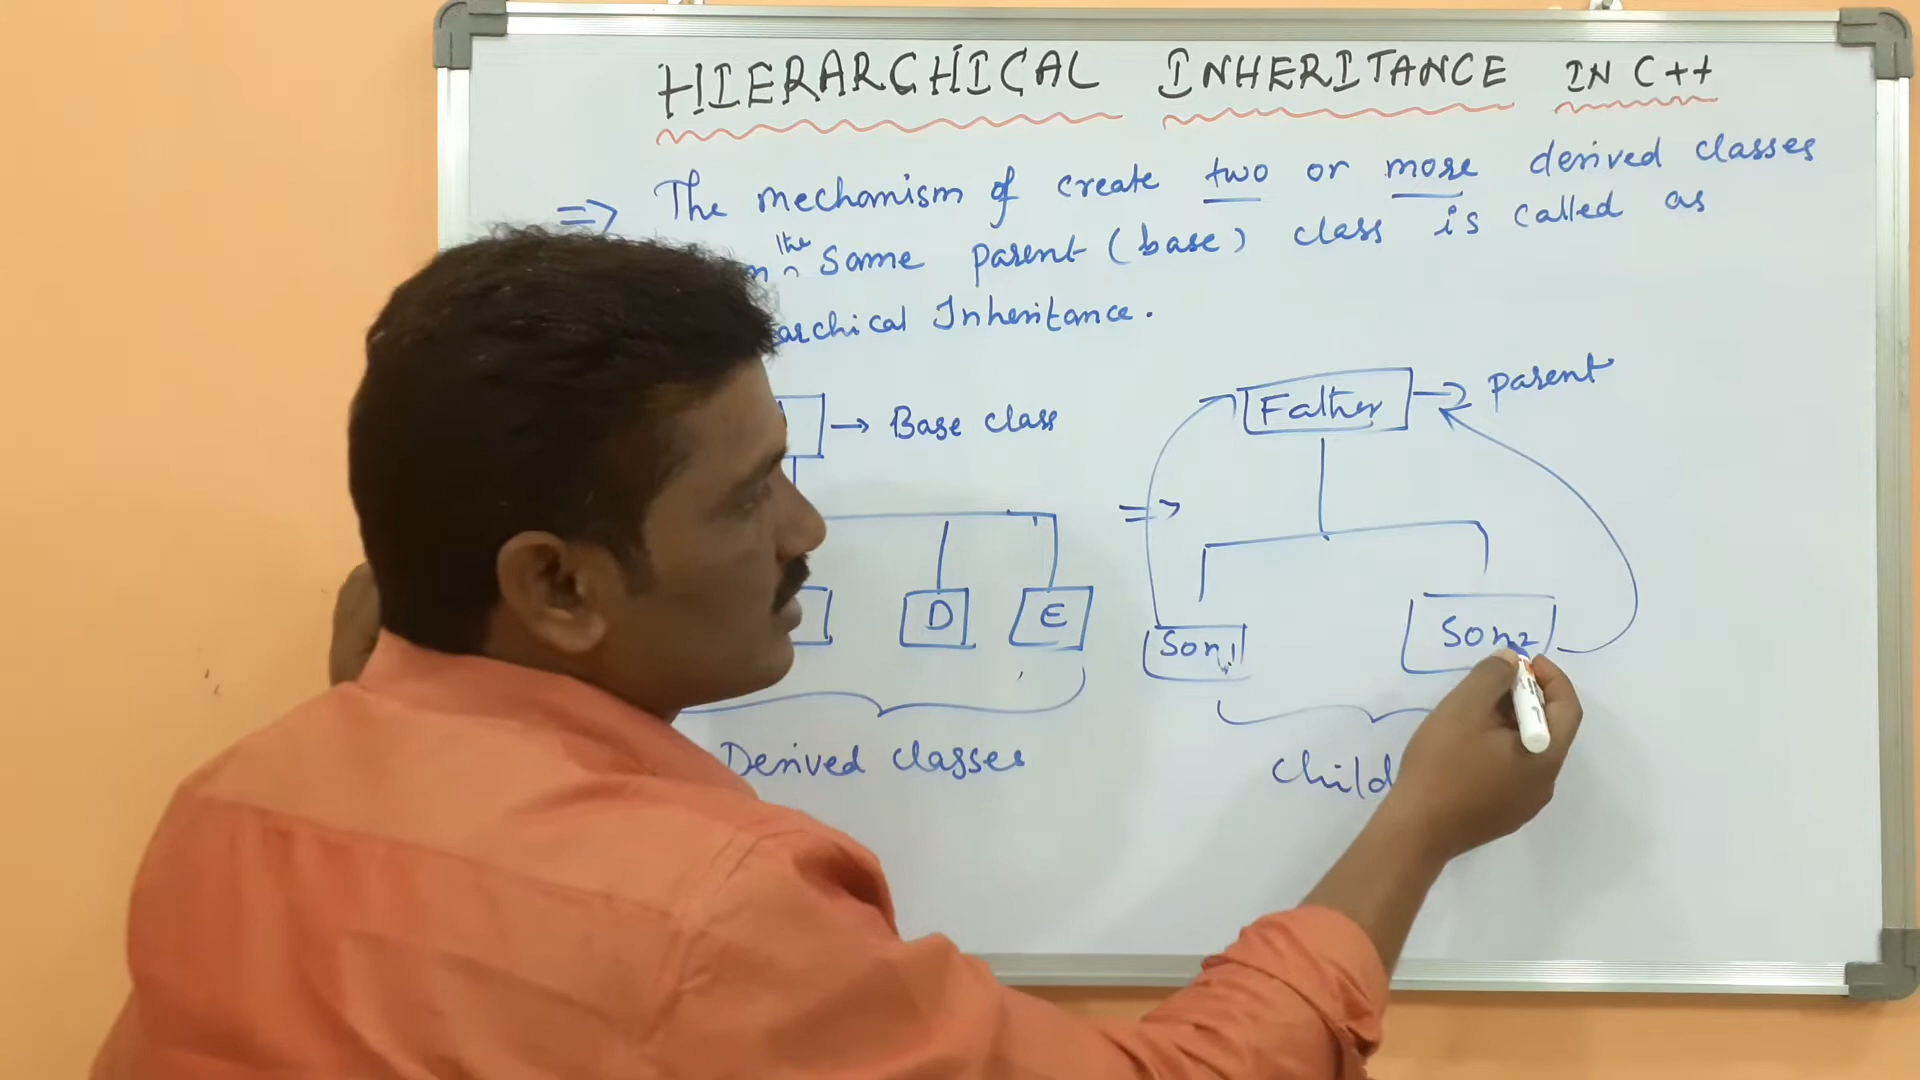 HIERARCHICAL INHERITANCE IN C++
=> The mechanism of create two or more derived classes
the
same parent (base) class is called as
Inheritance.
Father → parent
→ Base class
=>
D E
Son1 Son2
Derived classes
Child